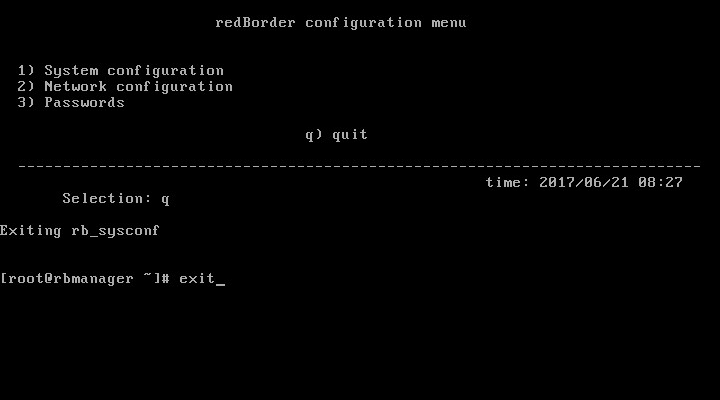 redBorder configuration menu
1) System configuration
2) Network configuration
3) Passwords
q) quit
----------------------------------------------------------------------------
time: 2017/06/21 08:27
Selection: q
Exiting rb_sysconf
[root@rbmanager ~]# exit_